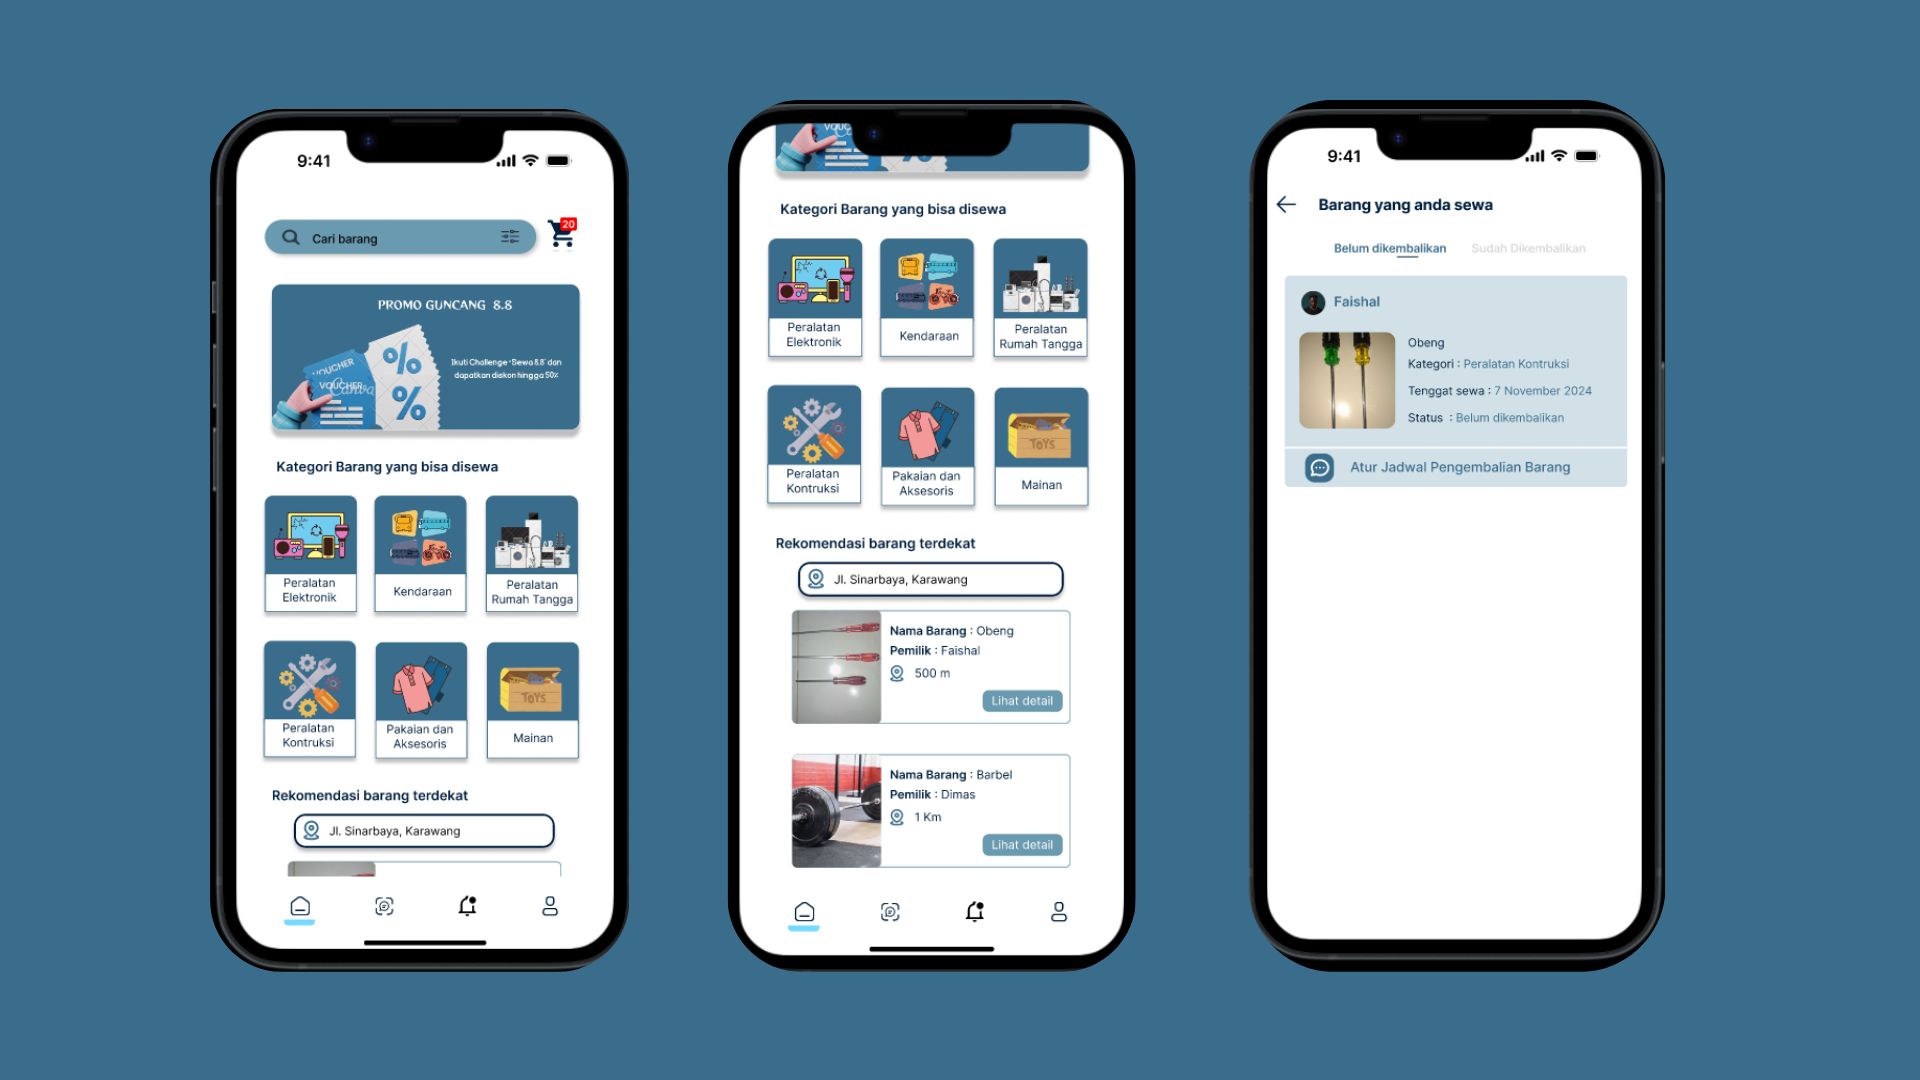 9:41
Cari barang
20
PROMO GUNCANG 8.8
Ikuti Challenge "Sewa 8.8" dan
dapatkan diskon hingga 50%
VOUCHER
VOUCHER
Canva
%
%
Kategori Barang yang bisa disewa
Peralatan
Elektronik
Kendaraan
Peralatan
Rumah Tangga
Peralatan
Kontruksi
Pakaian dan
Aksesoris
TOYS
Mainan
Rekomendasi barang terdekat
Jl. Sinarbaya, Karawang
Kategori Barang yang bisa disewa
Peralatan
Elektronik
Kendaraan
Peralatan
Rumah Tangga
Peralatan
Kontruksi
Pakaian dan
Aksesoris
TOYS
Mainan
Rekomendasi barang terdekat
Jl. Sinarbaya, Karawang
Nama Barang : Obeng
Pemilik : Faishal
500 m
Lihat detail
Nama Barang : Barbel
Pemilik : Dimas
1 Km
Lihat detail
9:41
Barang yang anda sewa
Belum dikembalikan
Sudah Dikembalikan
Faishal
Obeng
Kategori : Peralatan Kontruksi
Tenggat sewa : 7 November 2024
Status : Belum dikembalikan
Atur Jadwal Pengembalian Barang